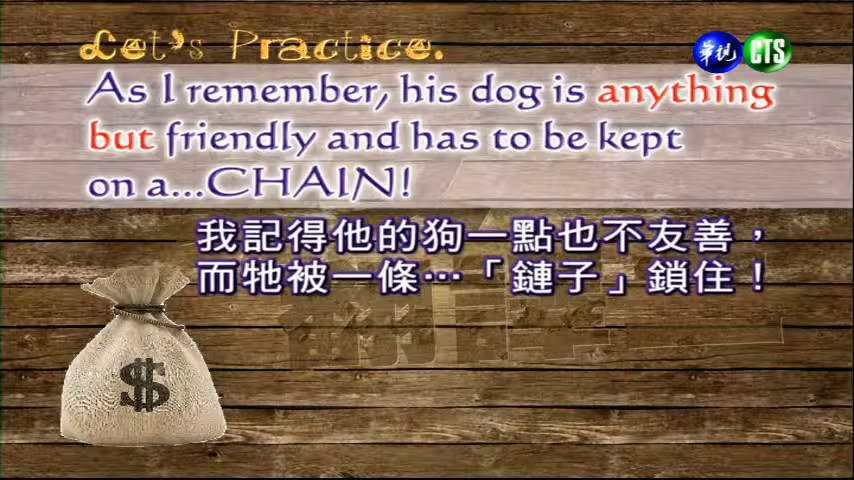 Let's Practice.
華視 CTS
As I remember, his dog is anything
but friendly and has to be kept
on a...CHAIN!
我記得他的狗一點也不友善，
而牠被一條…「鏈子」鎖住！
$